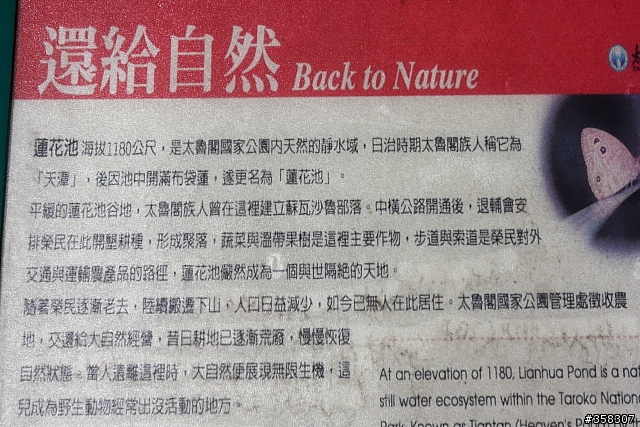 還給自然 Back to Nature
蓮花池 海拔1180公尺，是太魯閣國家公園內天然的靜水域，日治時期太魯閣族人稱它為
「天潭」，後因池中開滿布袋蓮，遂更名為「蓮花池」。
平緩的蓮花池谷地，太魯閣族人曾在這裡建立蘇瓦沙魯部落。中橫公路開通後，退輔會安
排榮民在此開墾耕種，形成聚落，蔬菜與溫帶果樹是這裡主要作物，步道與索道是榮民對外
交通與運輸農產品的路徑，蓮花池儼然成為一個與世隔絶的天地。
隨著榮民逐漸老去，陸續搬遷下山，人口日益減少，如今已無人在此居住。太魯閣國家公園管理處徵收農
地，交還給大自然經營，昔日耕地已逐漸荒廢，慢慢恢復
自然狀態。當人遠離這裡時，大自然便展現無限生機，這
兒成為野生動物經常出沒活動的地方。
At an elevation of 1180, Lianhua Pond is a nat
still water ecosystem within the Taroko Nation
Park. Known as Tiantan (Heaven's
#358307